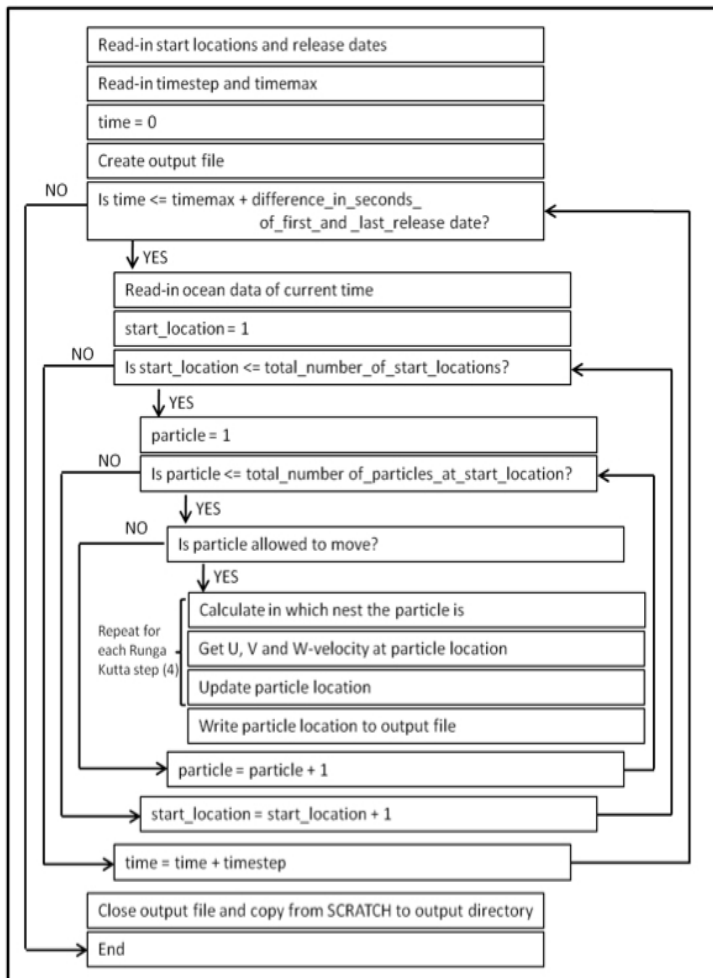 Read-in start locations and release dates
Read-in timestep and timemax
time = 0
Create output file
NO
Is time <= timemax + difference_in_seconds_
of_first_and _last_release date?
YES
Read-in ocean data of current time
start_location = 1
NO
Is start_location <= total_number_of_start_locations?
YES
particle = 1
NO
Is particle <= total_number of_particles_at_start_location?
YES
NO
Is particle allowed to move?
YES
Calculate in which nest the particle is
Repeat for
each Runga
Kutta step (4)
Get U, V and W-velocity at particle location
Update particle location
Write particle location to output file
particle = particle + 1
start_location = start_location + 1
time = time + timestep
Close output file and copy from SCRATCH to output directory
End